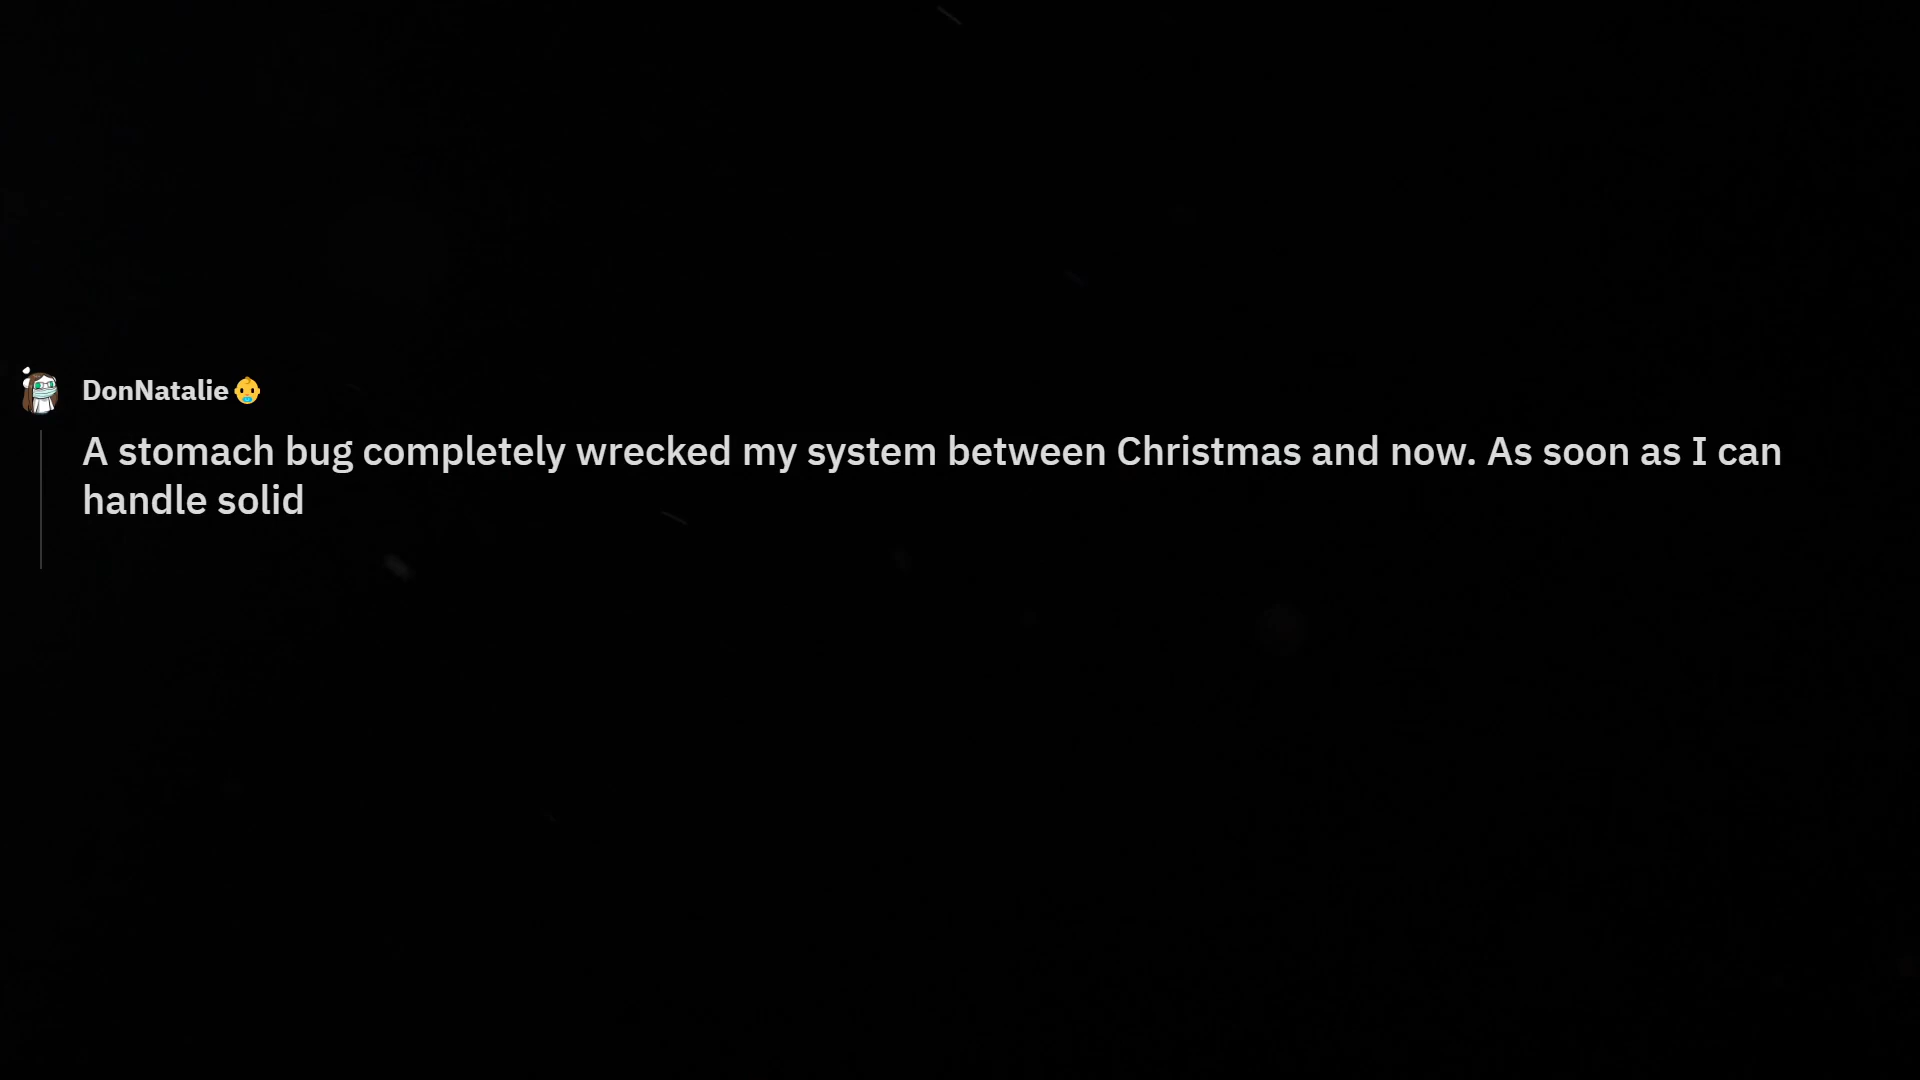 DonNatalie
A stomach bug completely wrecked my system between Christmas and now. As soon as I can
handle solid